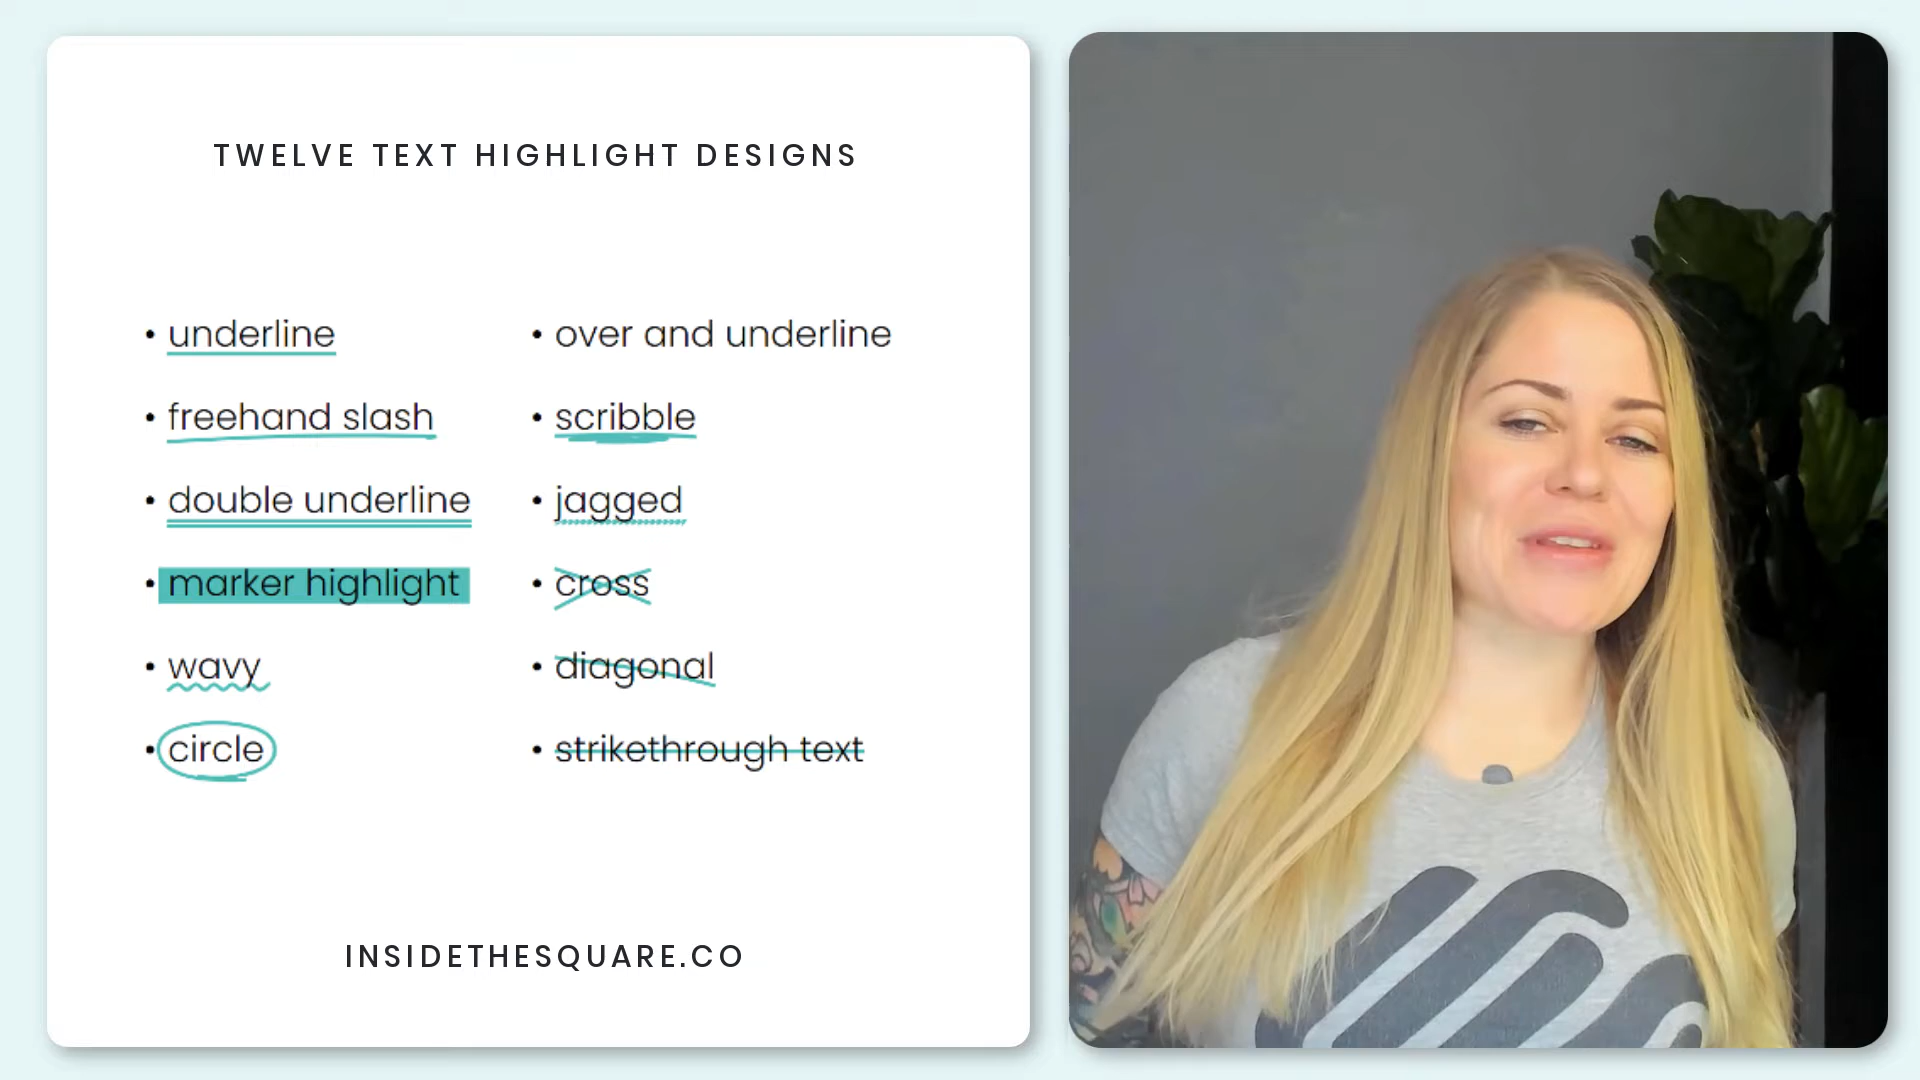 TWELVE TEXT HIGHLIGHT DESIGNS
• underline
• freehand slash
• double underline
• marker highlight
• wavy
• circle
• over and underline
• scribble
• jagged
• cross
• diagonal
• strikethrough text
INSIDETHESQUARE.CO